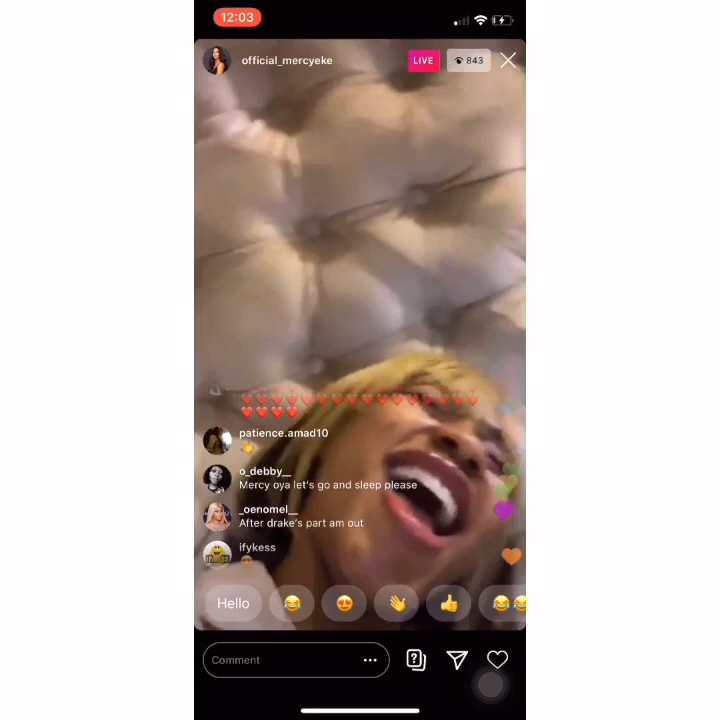 12:03
official_mercyeke
LIVE
843
patience.amad10
o_debby__
Mercy oya let's go and sleep please
_oenomel__
After drake's part am out
ifykess
Hello
Comment